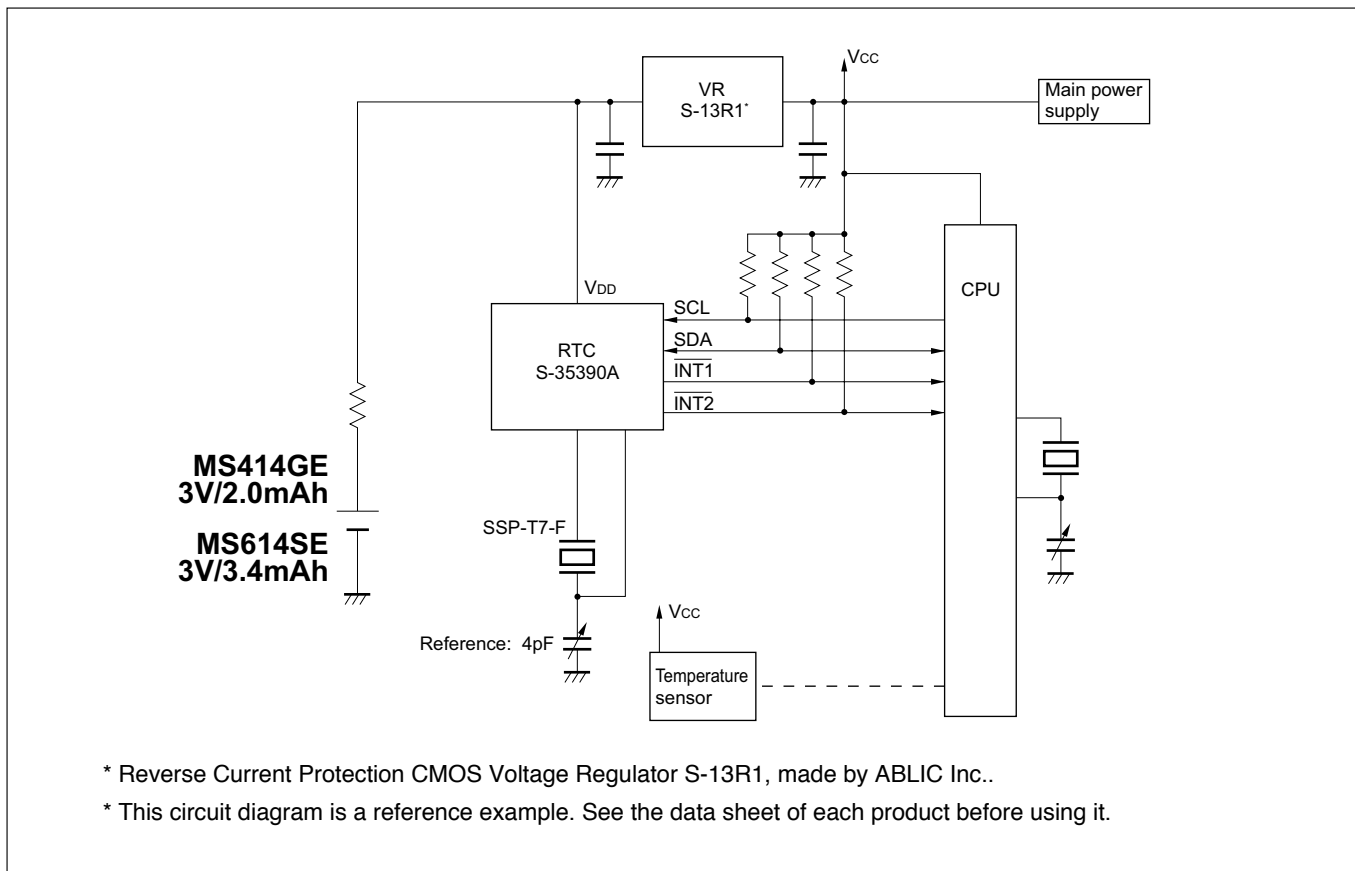 VCC
VR
S-13R1*
Main power
supply
VDD
SCL
CPU
SDA
RTC
S-35390A
INT1
INT2
MS414GE
3V/2.0mAh
MS614SE
3V/3.4mAh
SSP-T7-F
VCC
Reference: 4pF
Temperature
sensor
* Reverse Current Protection CMOS Voltage Regulator S-13R1, made by ABLIC Inc..
* This circuit diagram is a reference example. See the data sheet of each product before using it.